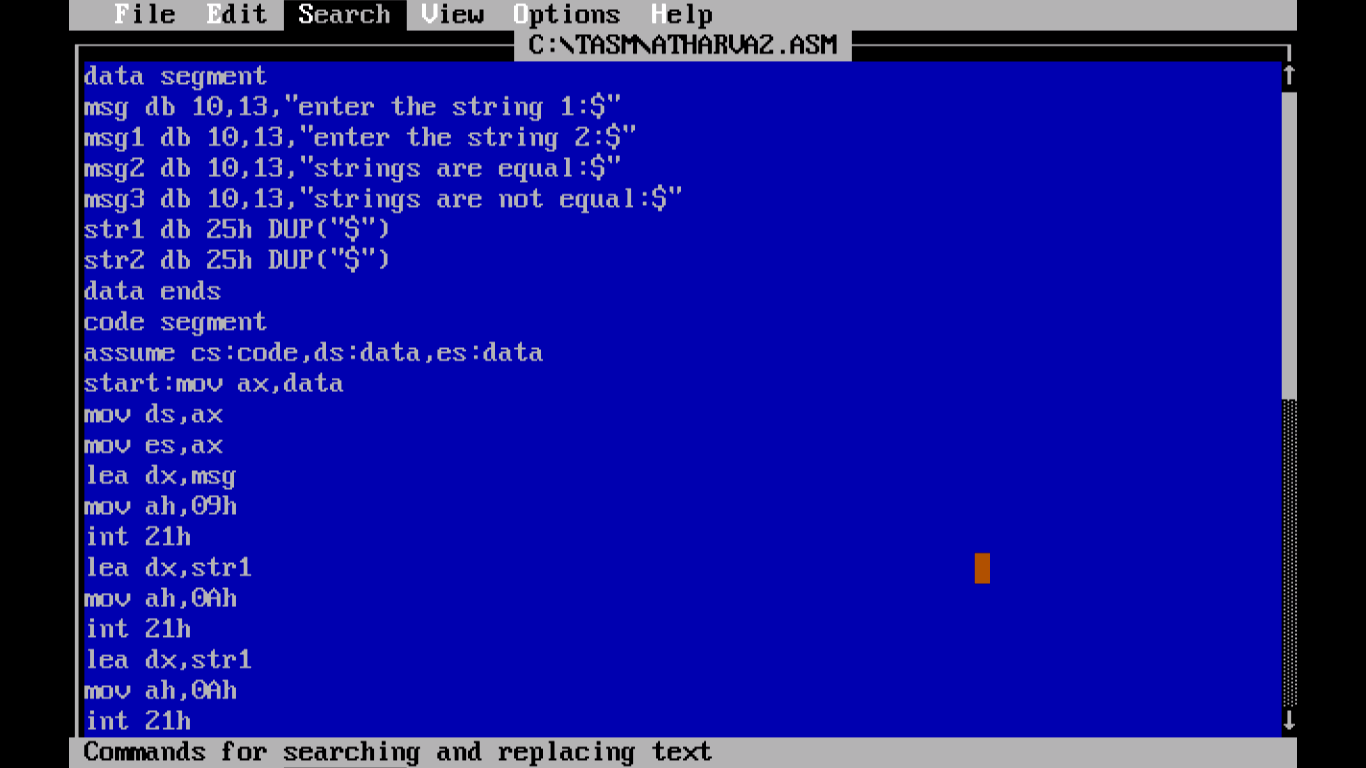 File Edit Search View Options Help
C:\TASM\ATHARVA2.ASM
data segment
msg db 10,13,"enter the string 1:$"
msg1 db 10,13,"enter the string 2:$"
msg2 db 10,13,"strings are equal:$"
msg3 db 10,13,"strings are not equal:$"
str1 db 25h DUP("$")
str2 db 25h DUP("$")
data ends
code segment
assume cs:code,ds:data,es:data
start:mov ax,data
mov ds,ax
mov es,ax
lea dx,msg
mov ah,09h
int 21h
lea dx,str1
mov ah,0Ah
int 21h
lea dx,str1
mov ah,0Ah
int 21h
Commands for searching and replacing text